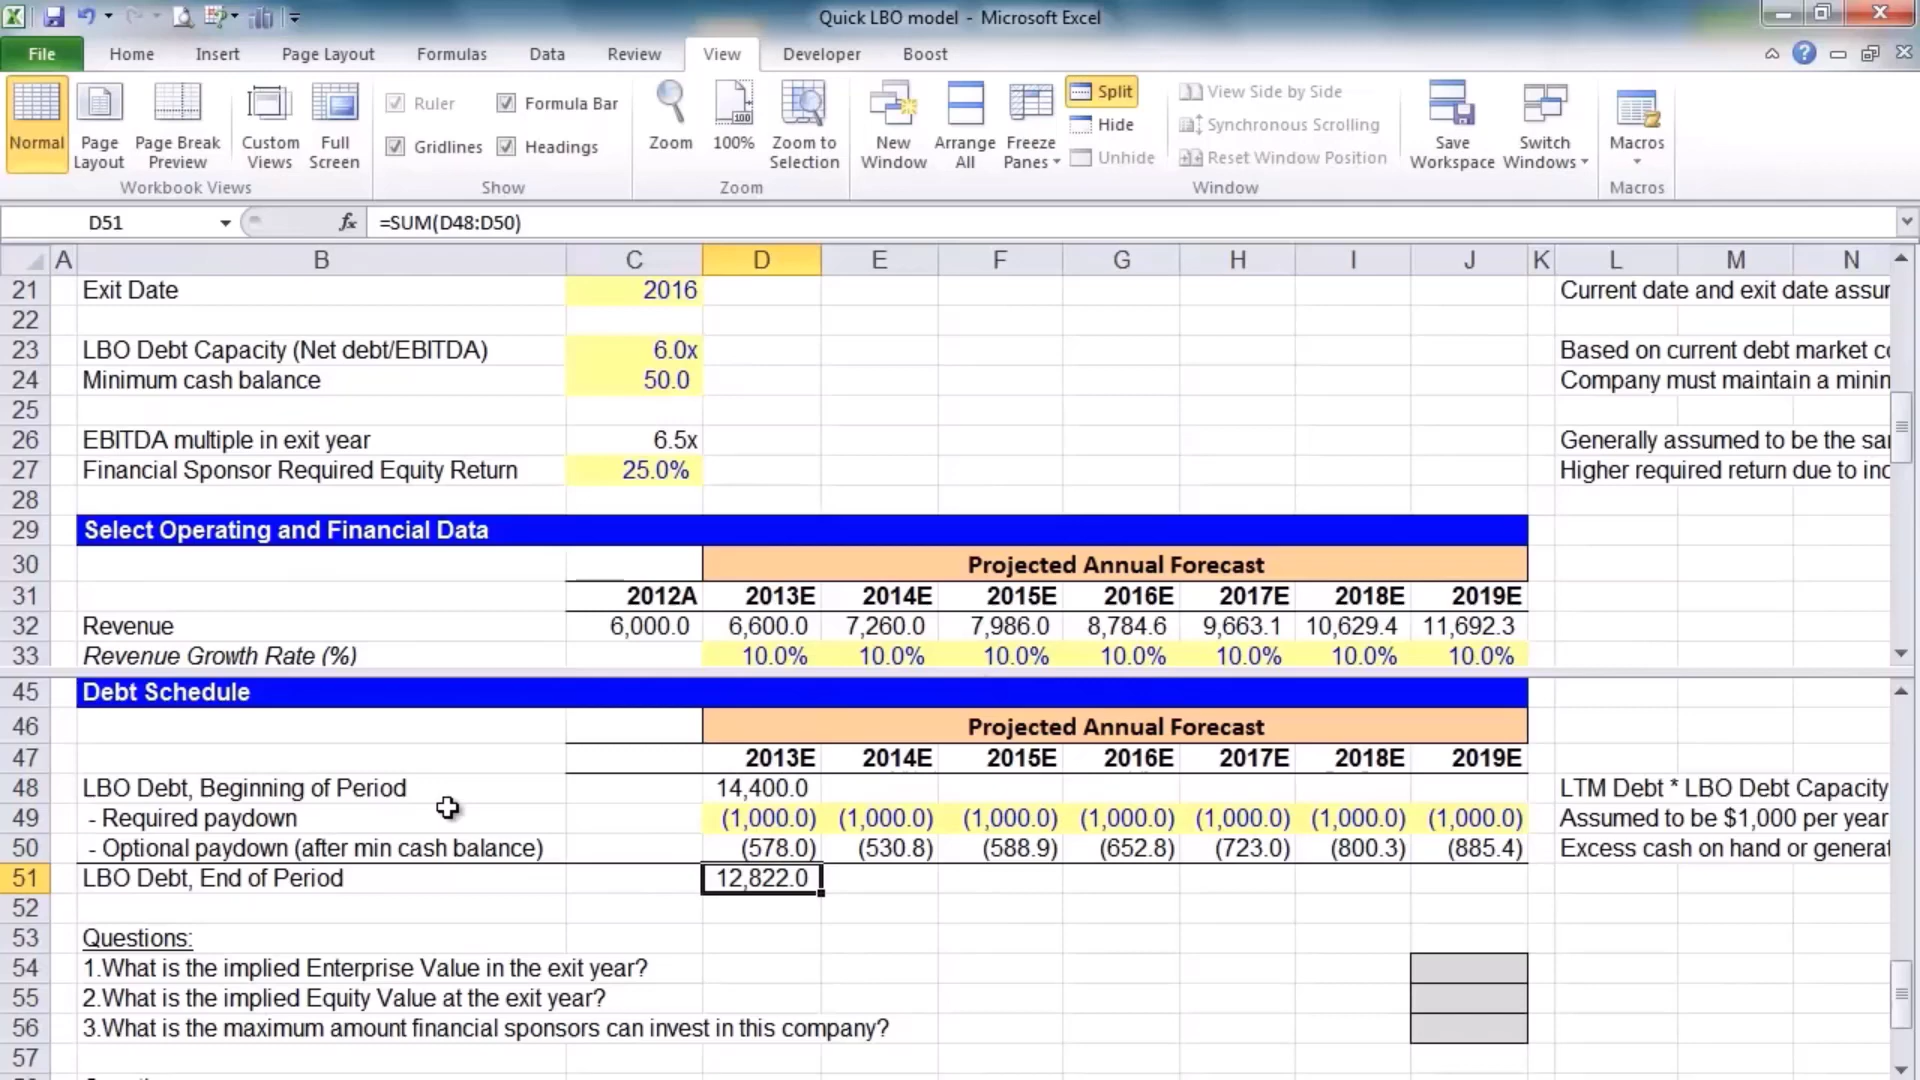 Quick LBO model - Microsoft Excel
File Home Insert Page Layout Formulas Data Review View Developer Boost
Normal
Page Layout
Page Break Preview
Custom Views
Full Screen
Workbook Views
Ruler
Formula Bar
Gridlines
Headings
Show
Zoom
100%
Zoom to Selection
Zoom
New Window
Arrange All
Freeze Panes
Split
Hide
Unhide
View Side by Side
Synchronous Scrolling
Reset Window Position
Window
Save Workspace
Switch Windows
Macros
Macros
D51 fx =SUM(D48:D50)
A B C D E F G H I J K L M N
21 Exit Date 2016 Current date and exit date assur
22
23 LBO Debt Capacity (Net debt/EBITDA) 6.0x Based on current debt market c
24 Minimum cash balance 50.0 Company must maintain a minin
25
26 EBITDA multiple in exit year 6.5x Generally assumed to be the sa
27 Financial Sponsor Required Equity Return 25.0% Higher required return due to inc
28
29 Select Operating and Financial Data
30 Projected Annual Forecast
31 2012A 2013E 2014E 2015E 2016E 2017E 2018E 2019E
32 Revenue 6,000.0 6,600.0 7,260.0 7,986.0 8,784.6 9,663.1 10,629.4 11,692.3
33 Revenue Growth Rate (%) 10.0% 10.0% 10.0% 10.0% 10.0% 10.0% 10.0%
45 Debt Schedule
46 Projected Annual Forecast
47 2013E 2014E 2015E 2016E 2017E 2018E 2019E
48 LBO Debt, Beginning of Period 14,400.0 LTM Debt * LBO Debt Capacity
49 - Required paydown (1,000.0) (1,000.0) (1,000.0) (1,000.0) (1,000.0) (1,000.0) (1,000.0) Assumed to be $1,000 per year
50 - Optional paydown (after min cash balance) (578.0) (530.8) (588.9) (652.8) (723.0) (800.3) (885.4) Excess cash on hand or generat
51 LBO Debt, End of Period 12,822.0
52
53 Questions:
54 1.What is the implied Enterprise Value in the exit year?
55 2.What is the implied Equity Value at the exit year?
56 3.What is the maximum amount financial sponsors can invest in this company?
57